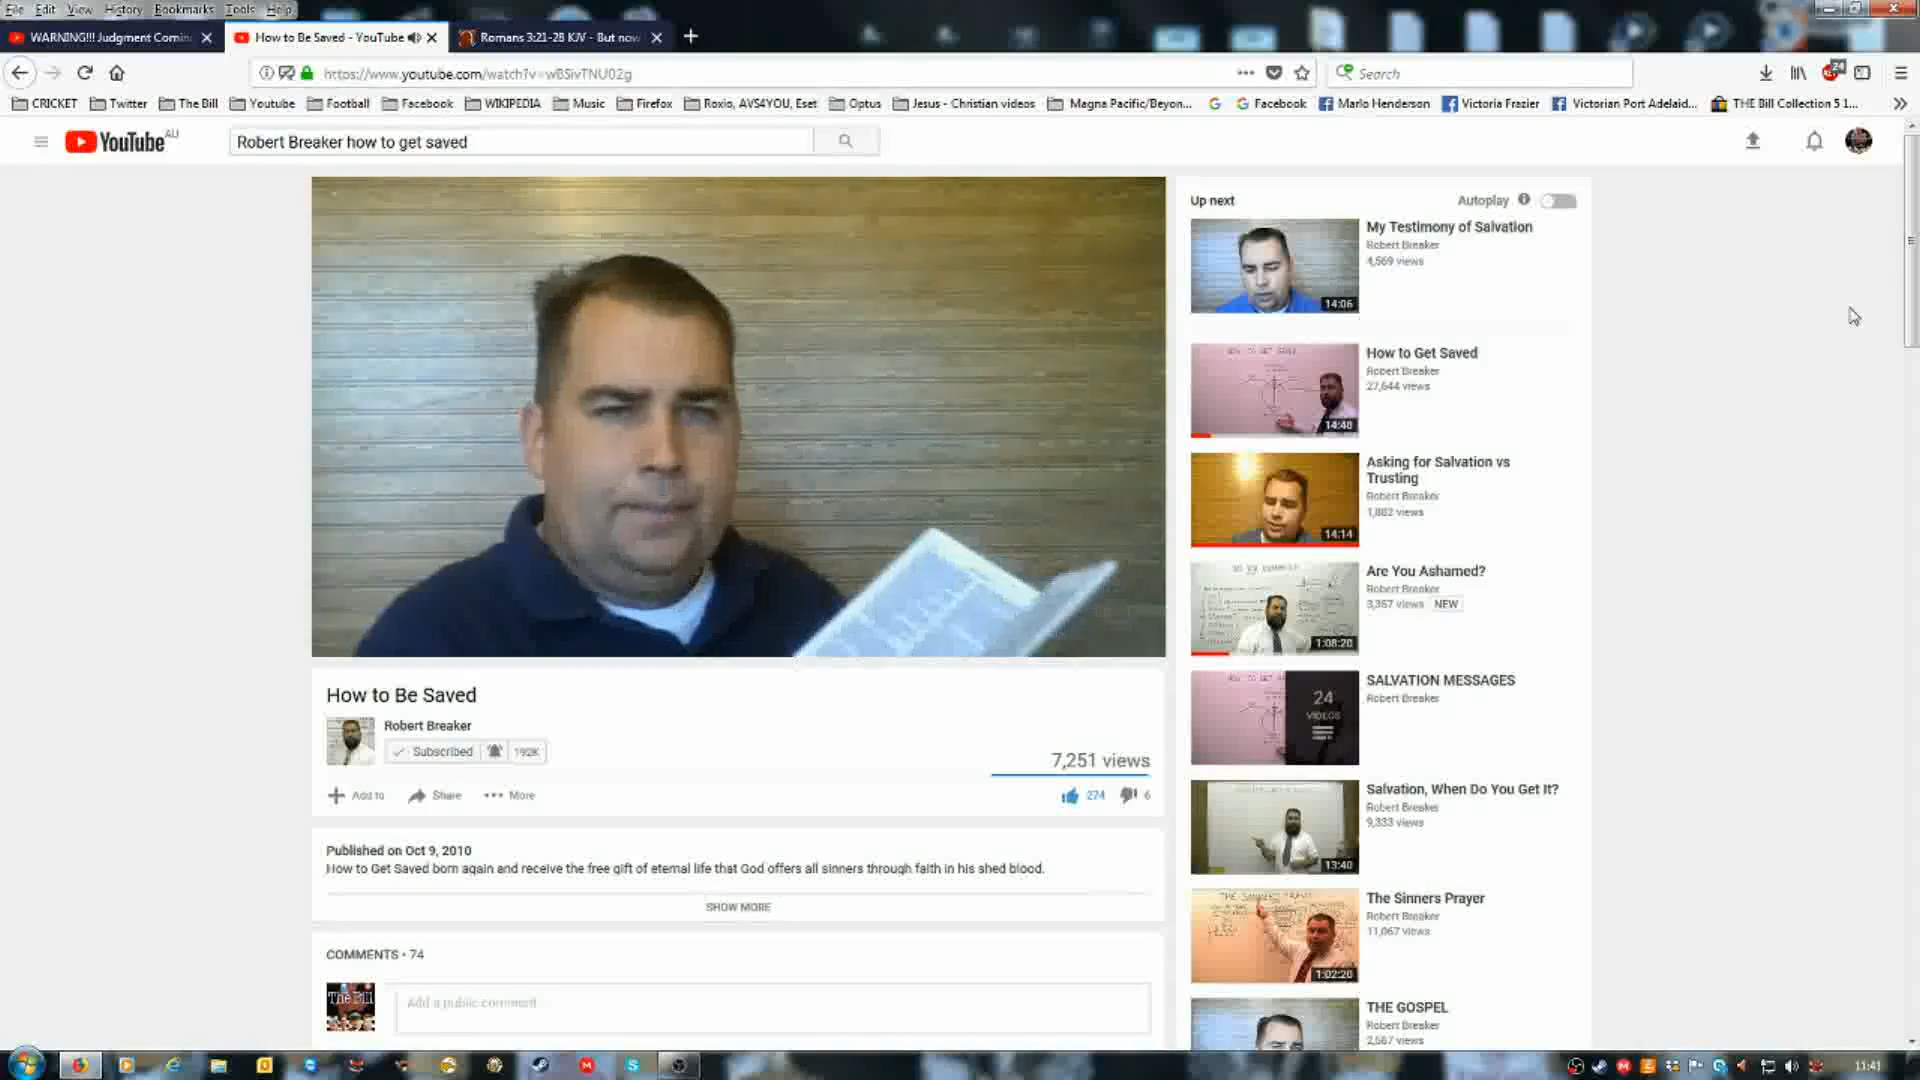 File Edit View History Bookmarks Tools Help
WARNING!!! Judgment Comin
How to Be Saved - YouTube
Romans 3:21-28 KJV - But now
https://www.youtube.com/watch?v=wBSivTNU02g
Search
24
CRICKET Twitter The Bill Youtube Football Facebook WIKIPEDIA Music Firefox Roxio, AVS4YOU, Eset Optus Jesus - Christian videos Magna Pacific/Beyon... Facebook Marlo Henderson Victoria Frazier Victorian Port Adelaid... THE Bill Collection 5 1...
YouTube AU
Robert Breaker how to get saved
Up next
Autoplay
My Testimony of Salvation
Robert Breaker
4,569 views
14:06
How to Get Saved
Robert Breaker
27,644 views
14:48
Asking for Salvation vs
Trusting
Robert Breaker
1,882 views
14:14
Are You Ashamed?
Robert Breaker
3,367 views NEW
1:08:20
SALVATION MESSAGES
Robert Breaker
24
VIDEOS
Salvation, When Do You Get It?
Robert Breaker
9,333 views
13:40
The Sinners Prayer
Robert Breaker
11,067 views
1:02:20
THE GOSPEL
Robert Breaker
2,567 views
How to Be Saved
Robert Breaker
Subscribed 192K
7,251 views
Add to Share More
274 6
Published on Oct 9, 2010
How to Get Saved born again and receive the free gift of eternal life that God offers all sinners through faith in his shed blood.
SHOW MORE
COMMENTS • 74
The Bill
Add a public comment...
11:41